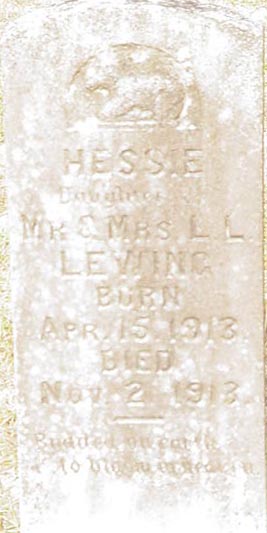 HESSIE
Daughter of
MR & MRS L. L.
LEWING
BORN
APR. 15 1913
DIED
NOV. 2 1913
Budded on earth
to bloom in heaven